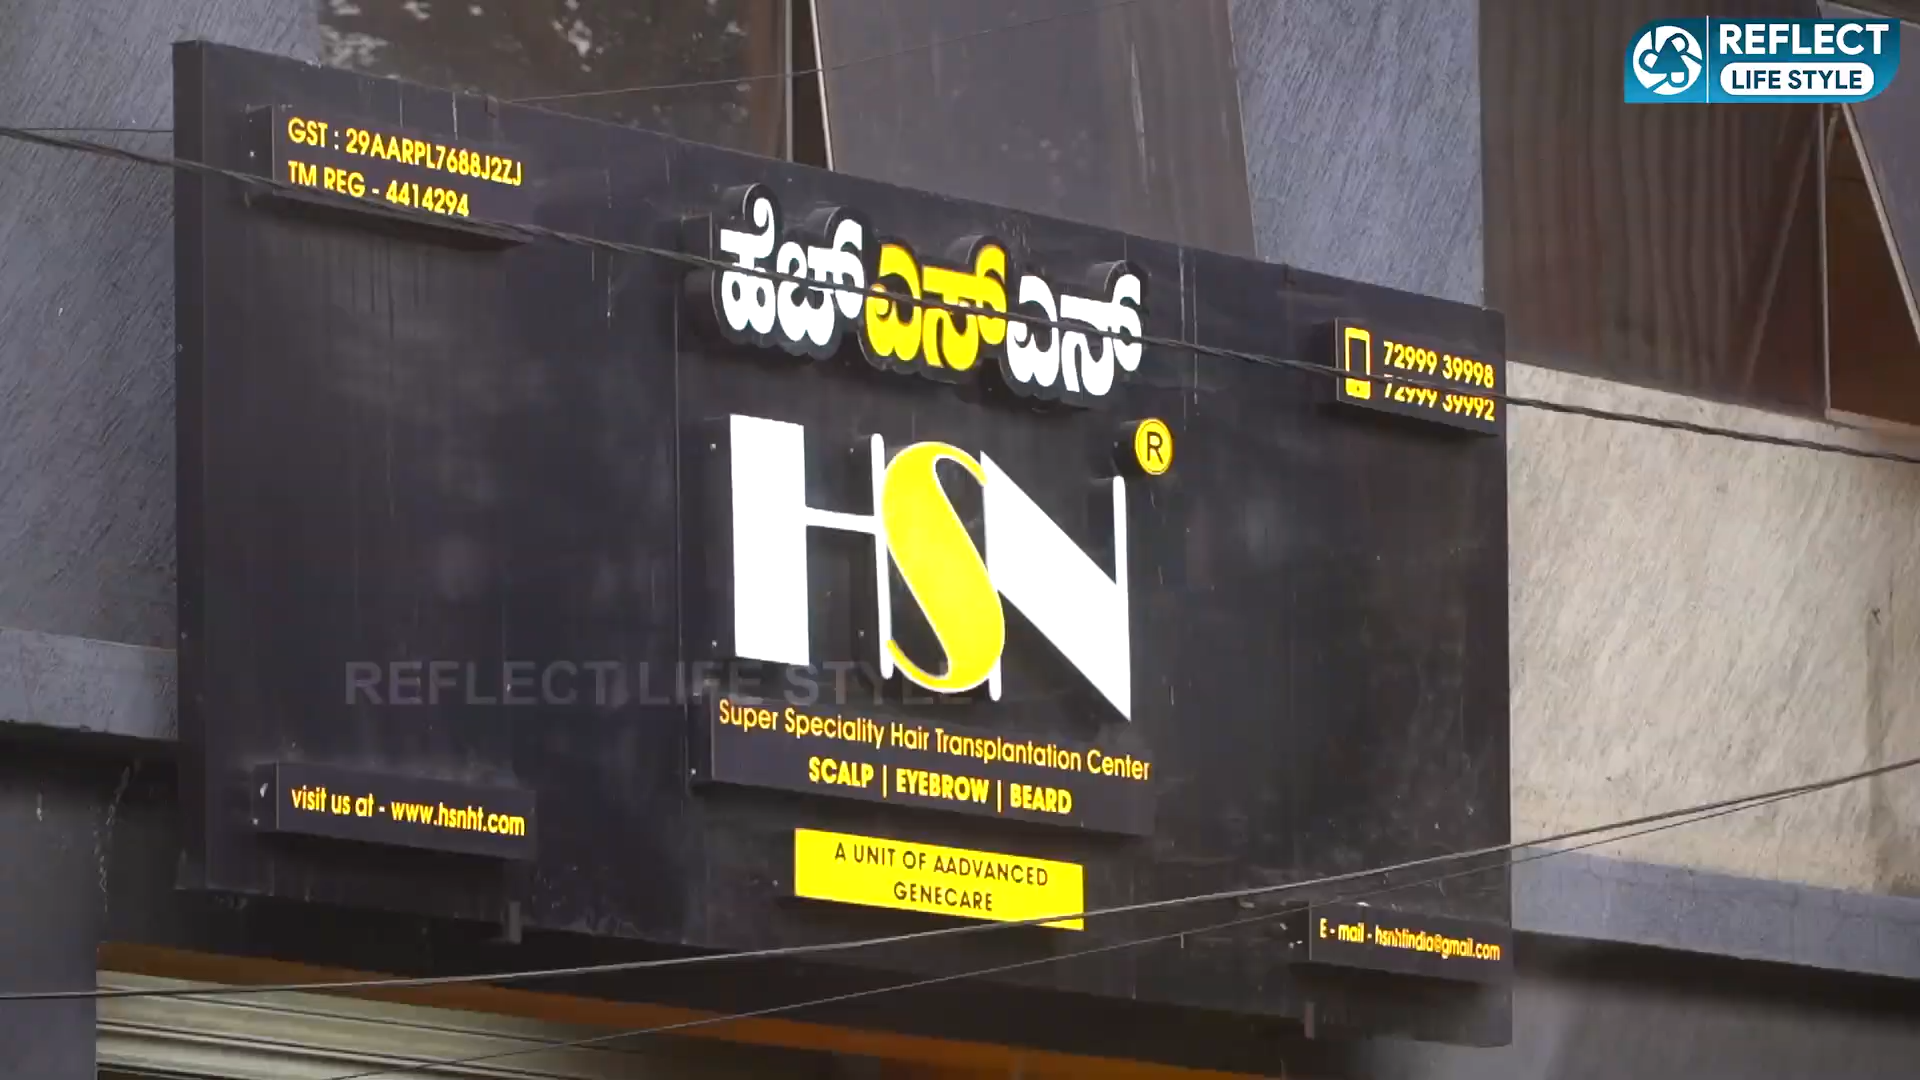 REFLECT
LIFE STYLE
GST : 29AARPL7688J2ZJ
TM REG - 4414294
ಹೆಚ್ ಎಸ್ ಎನ್
72999 39998
72999 39992
HSN
R
REFLECT LIFE STYLE
Super Speciality Hair Transplantation Center
SCALP | EYEBROW | BEARD
visit us at - www.hsnht.com
A UNIT OF AADVANCED
GENECARE
E - mail - hsnhtindia@gmail.com